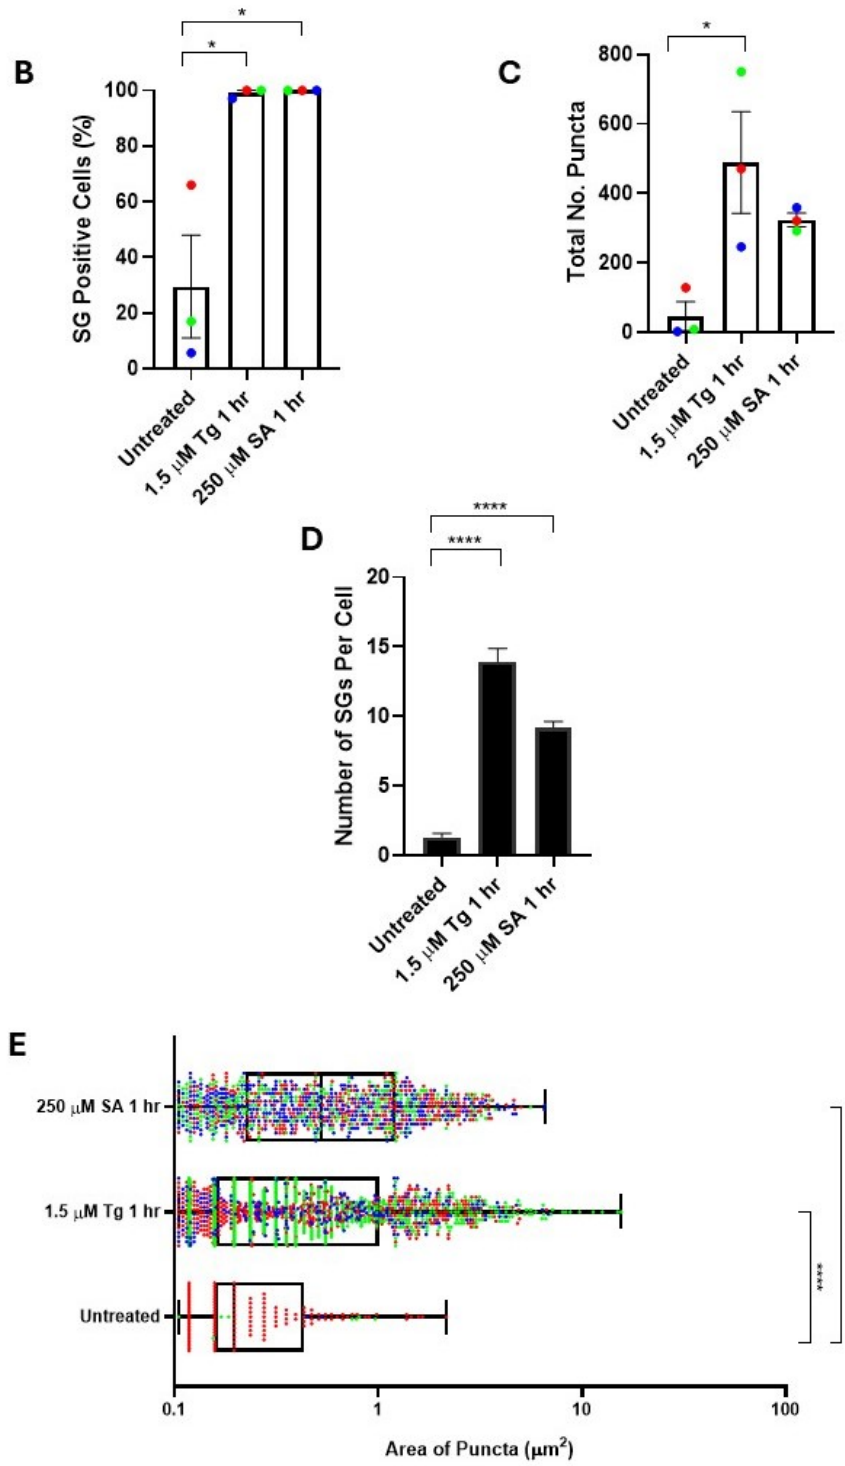 B
*
*
SG Positive Cells (%)
100
80
60
40
20
0
Untreated
1.5 μM Tg 1 hr
250 μM SA 1 hr
C
*
Total No. Puncta
800
600
400
200
0
Untreated
1.5 μM Tg 1 hr
250 μM SA 1 hr
D
****
****
Number of SGs Per Cell
20
15
10
5
0
Untreated
1.5 μM Tg 1 hr
250 μM SA 1 hr
E
250 μM SA 1 hr
1.5 μM Tg 1 hr
Untreated
****
0.1 1 10 100
Area of Puncta (μm²)